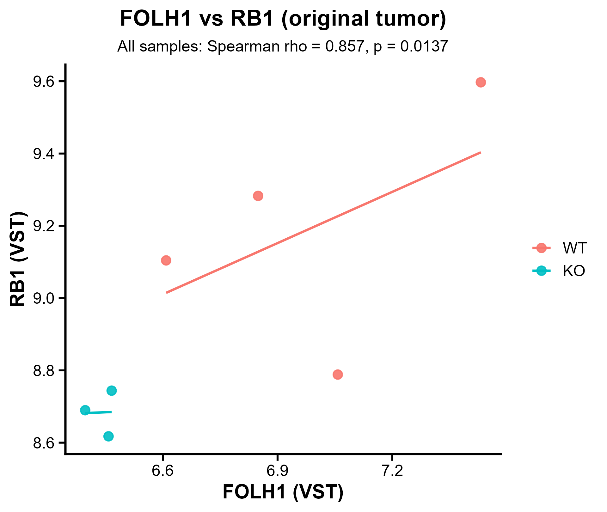 FOLH1 vs RB1 (original tumor)
All samples: Spearman rho = 0.857, p = 0.0137
9.6
9.4
9.2
9.0
8.8
8.6
RB1 (VST)
6.6 6.9 7.2
FOLH1 (VST)
WT
KO